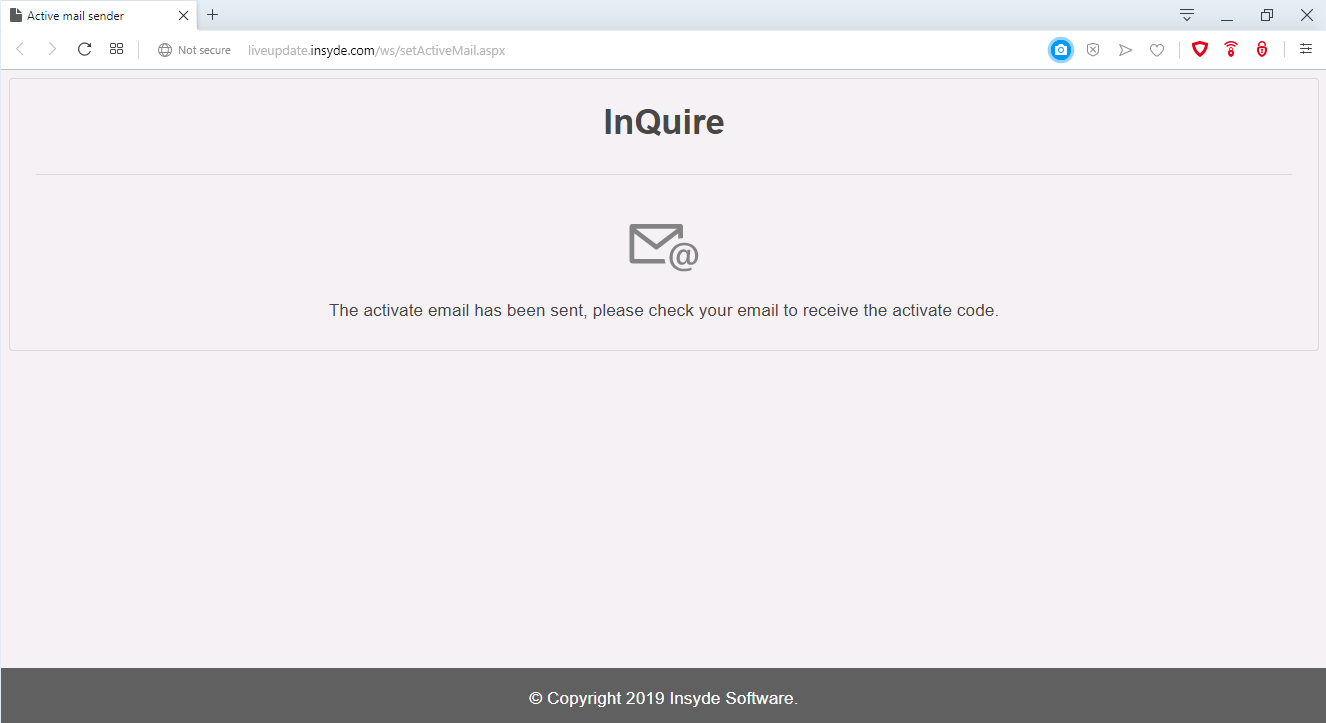 Active mail sender
Not secure liveupdate.insyde.com/ws/setActiveMail.aspx
InQuire
@
The activate email has been sent, please check your email to receive the activate code.
© Copyright 2019 Insyde Software.